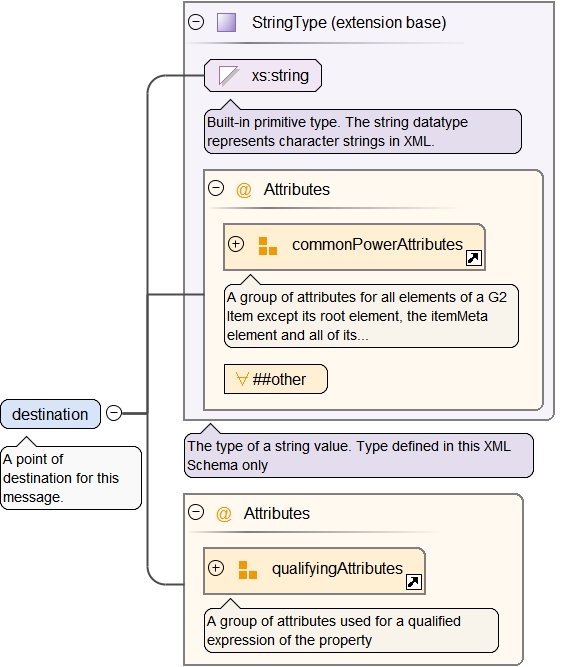 StringType (extension base)
xs:string
Built-in primitive type. The string datatype
represents character strings in XML.
@ Attributes
commonPowerAttributes
A group of attributes for all elements of a G2
Item except its root element, the itemMeta
element and all of its...
##other
destination
A point of
destination for this
message.
The type of a string value. Type defined in this XML
Schema only
@ Attributes
qualifyingAttributes
A group of attributes used for a qualified
expression of the property